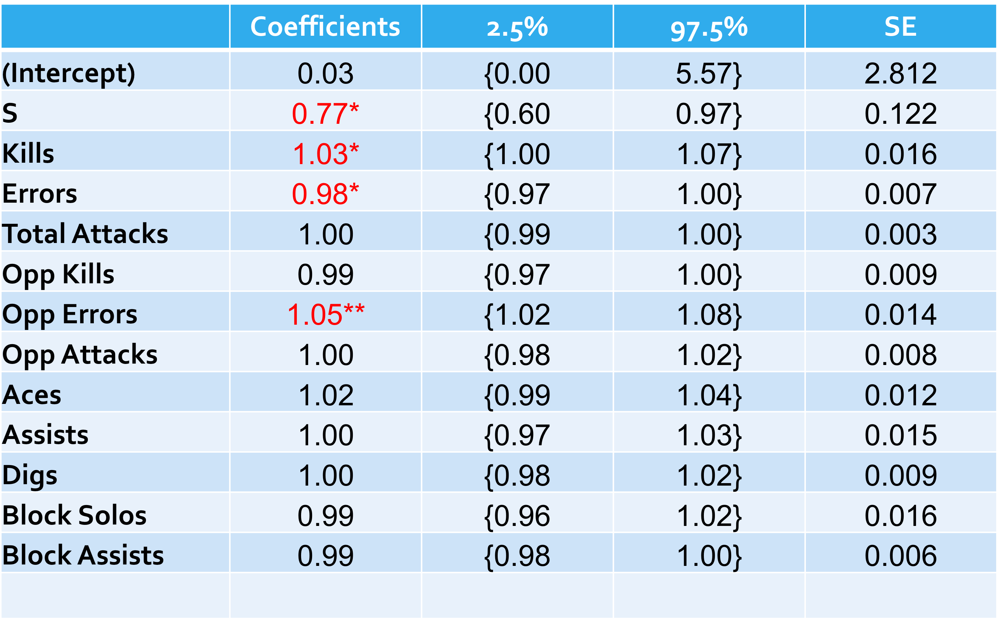 Coefficients 2.5% 97.5% SE
(Intercept) 0.03 {0.00 5.57} 2.812
S 0.77* {0.60 0.97} 0.122
Kills 1.03* {1.00 1.07} 0.016
Errors 0.98* {0.97 1.00} 0.007
Total Attacks 1.00 {0.99 1.00} 0.003
Opp Kills 0.99 {0.97 1.00} 0.009
Opp Errors 1.05** {1.02 1.08} 0.014
Opp Attacks 1.00 {0.98 1.02} 0.008
Aces 1.02 {0.99 1.04} 0.012
Assists 1.00 {0.97 1.03} 0.015
Digs 1.00 {0.98 1.02} 0.009
Block Solos 0.99 {0.96 1.02} 0.016
Block Assists 0.99 {0.98 1.00} 0.006